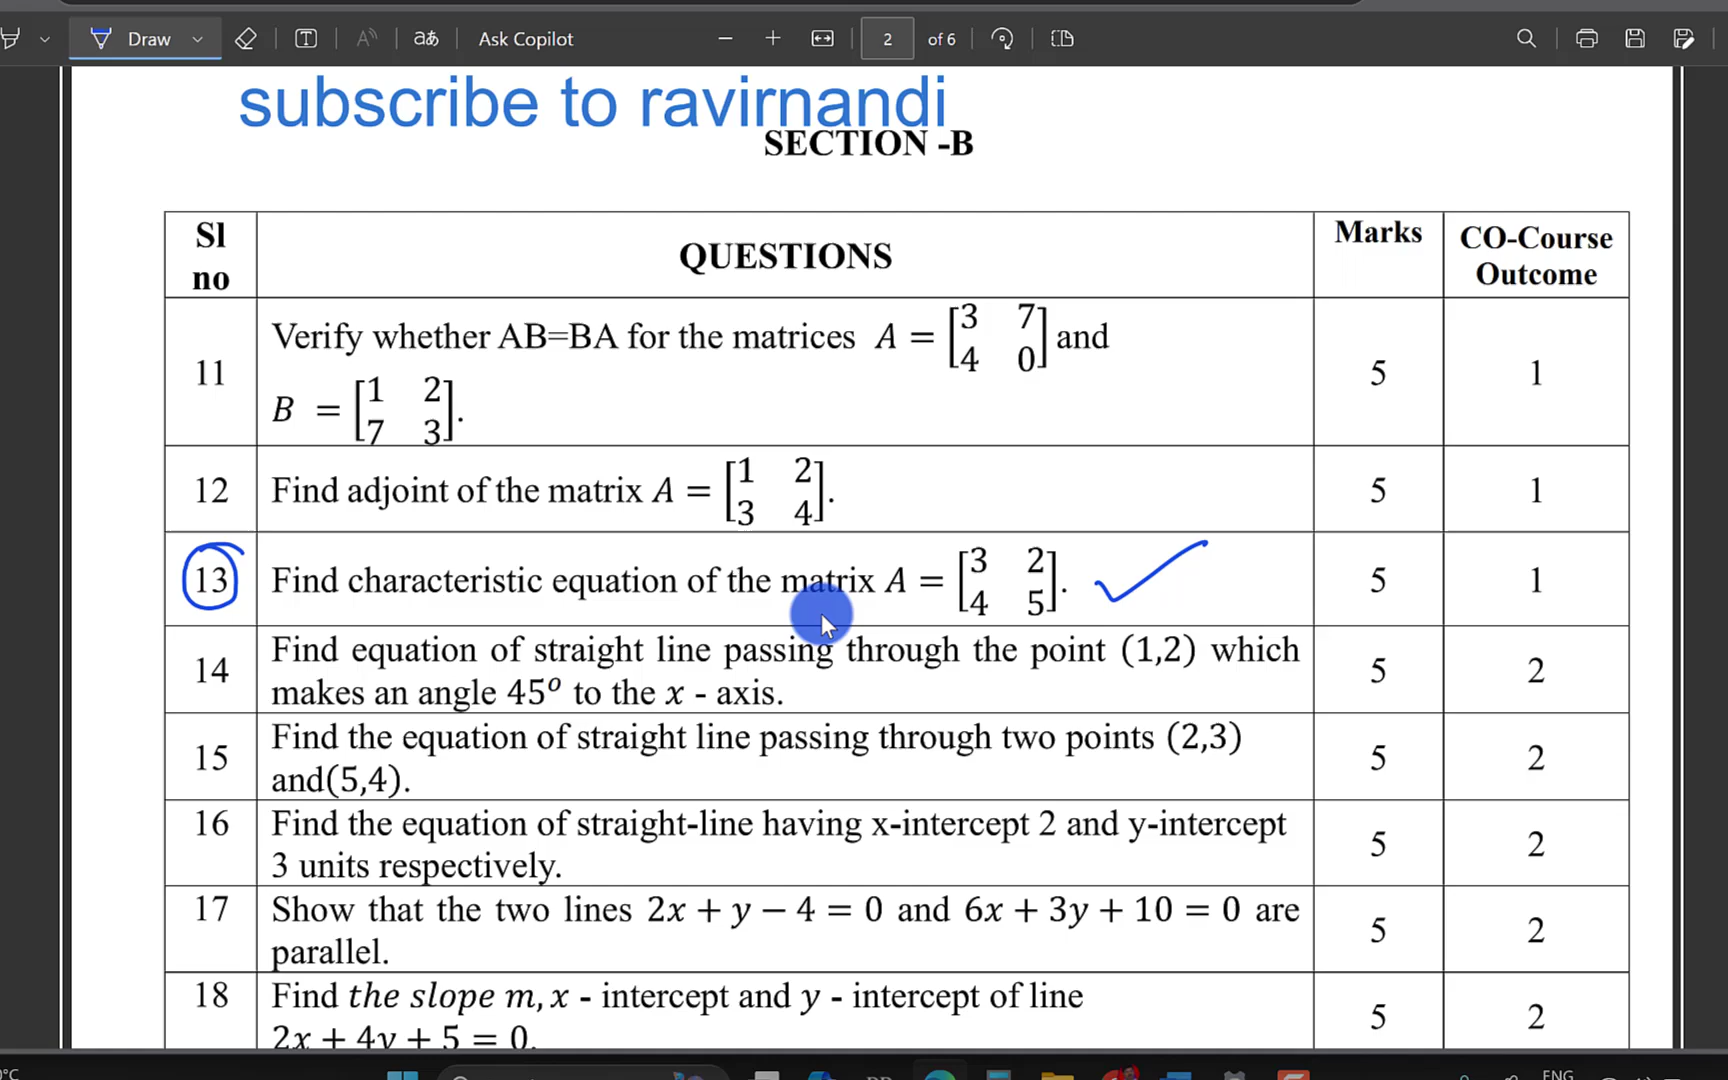 Draw
Ask Copilot
2 of 6
subscribe to ravirnandi
SECTION -B
Sl no QUESTIONS Marks CO-Course Outcome
11 Verify whether AB=BA for the matrices A = [3 7; 4 0] and
B = [1 2; 7 3]. 5 1
12 Find adjoint of the matrix A = [1 2; 3 4]. 5 1
13 Find characteristic equation of the matrix A = [3 2; 4 5]. 5 1
14 Find equation of straight line passing through the point (1,2) which
makes an angle 45° to the x - axis. 5 2
15 Find the equation of straight line passing through two points (2,3)
and(5,4). 5 2
16 Find the equation of straight-line having x-intercept 2 and y-intercept
3 units respectively. 5 2
17 Show that the two lines 2x + y − 4 = 0 and 6x + 3y + 10 = 0 are
parallel. 5 2
18 Find the slope m, x - intercept and y - intercept of line
2x + 4y + 5 = 0. 5 2
ENG